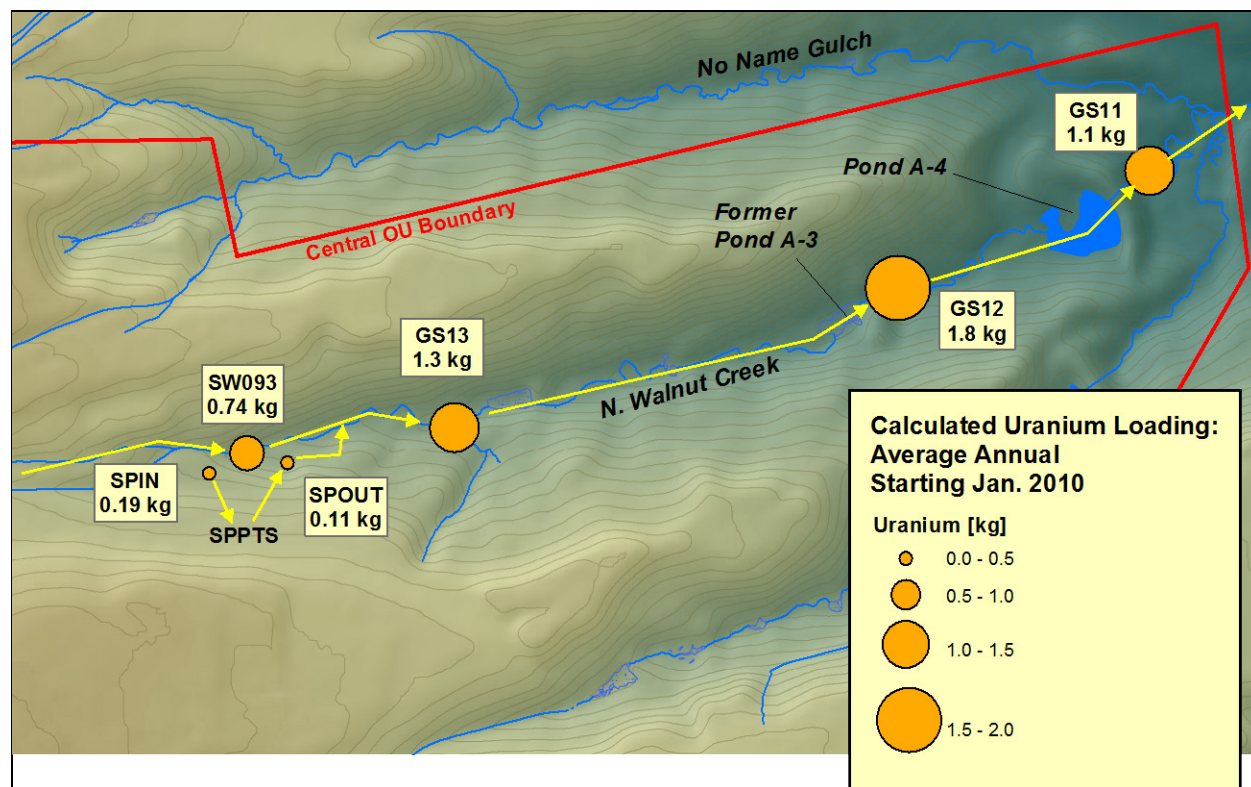 No Name Gulch
GS11
1.1 kg
Pond A-4
Former
Pond A-3
Central OU Boundary
GS12
1.8 kg
GS13
1.3 kg
N. Walnut Creek
SW093
0.74 kg
SPIN
0.19 kg
SPOUT
0.11 kg
SPPTS
Calculated Uranium Loading:
Average Annual
Starting Jan. 2010
Uranium [kg]
0.0 - 0.5
0.5 - 1.0
1.0 - 1.5
1.5 - 2.0